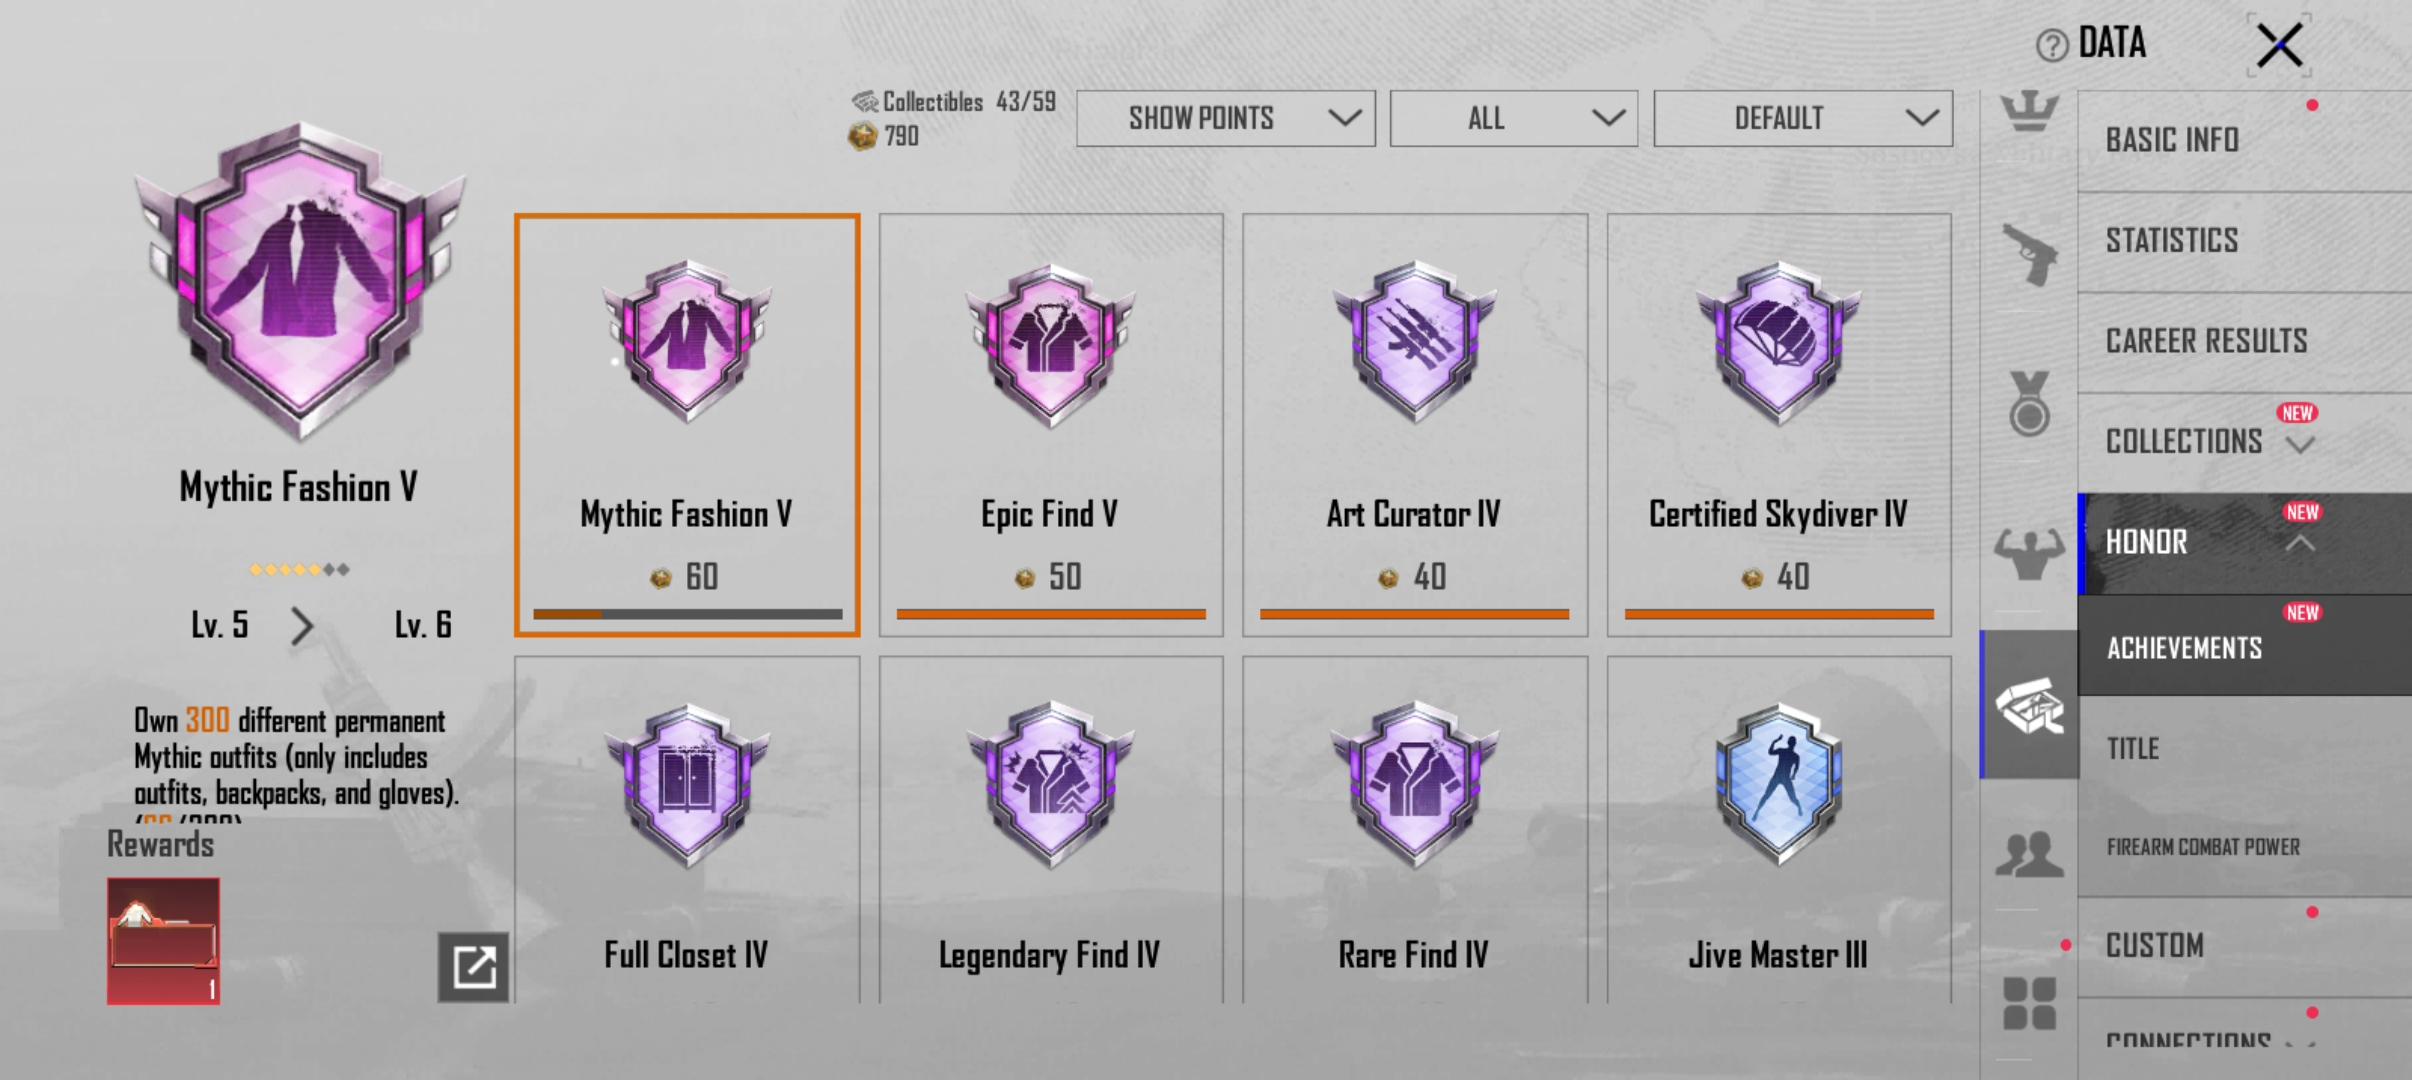 DATA
Collectibles 43/59
790
SHOW POINTS
ALL
DEFAULT
Mythic Fashion V
Lv. 5
Lv. 6
Own 300 different permanent
Mythic outfits (only includes
outfits, backpacks, and gloves).
Rewards
1
Mythic Fashion V
60
Epic Find V
50
Art Curator IV
40
Certified Skydiver IV
40
Full Closet IV
Legendary Find IV
Rare Find IV
Jive Master III
BASIC INFO
STATISTICS
CAREER RESULTS
NEW
COLLECTIONS
NEW
HONOR
NEW
ACHIEVEMENTS
TITLE
FIREARM COMBAT POWER
CUSTOM
CONNECTIONS